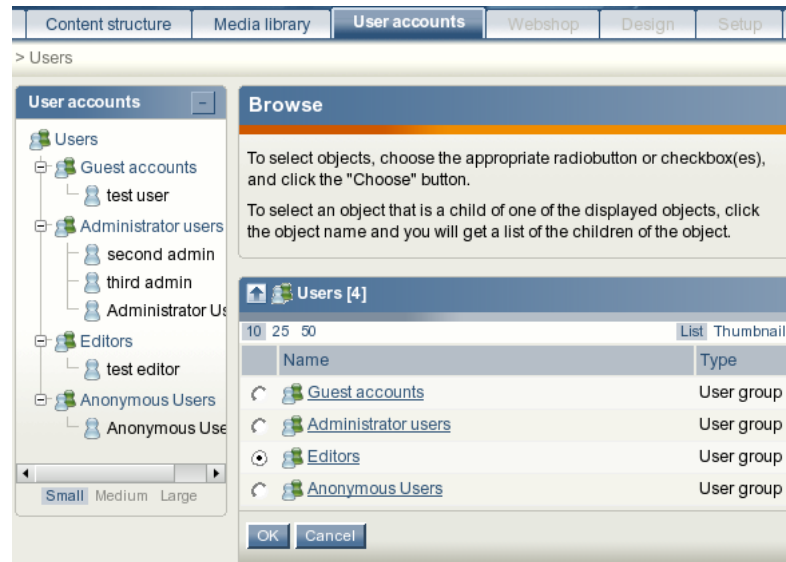 Content structure Media library User accounts Webshop Design Setup
> Users
User accounts -
Users
Guest accounts
test user
Administrator users
second admin
third admin
Administrator
Editors
test editor
Anonymous Users
Anonymous
Small Medium Large
Browse
To select objects, choose the appropriate radiobutton or checkbox(es),
and click the "Choose" button.
To select an object that is a child of one of the displayed objects, click
the object name and you will get a list of the children of the object.
Users [4]
10 25 50 List Thumbnail
Name Type
Guest accounts User group
Administrator users User group
Editors User group
Anonymous Users User group
OK Cancel